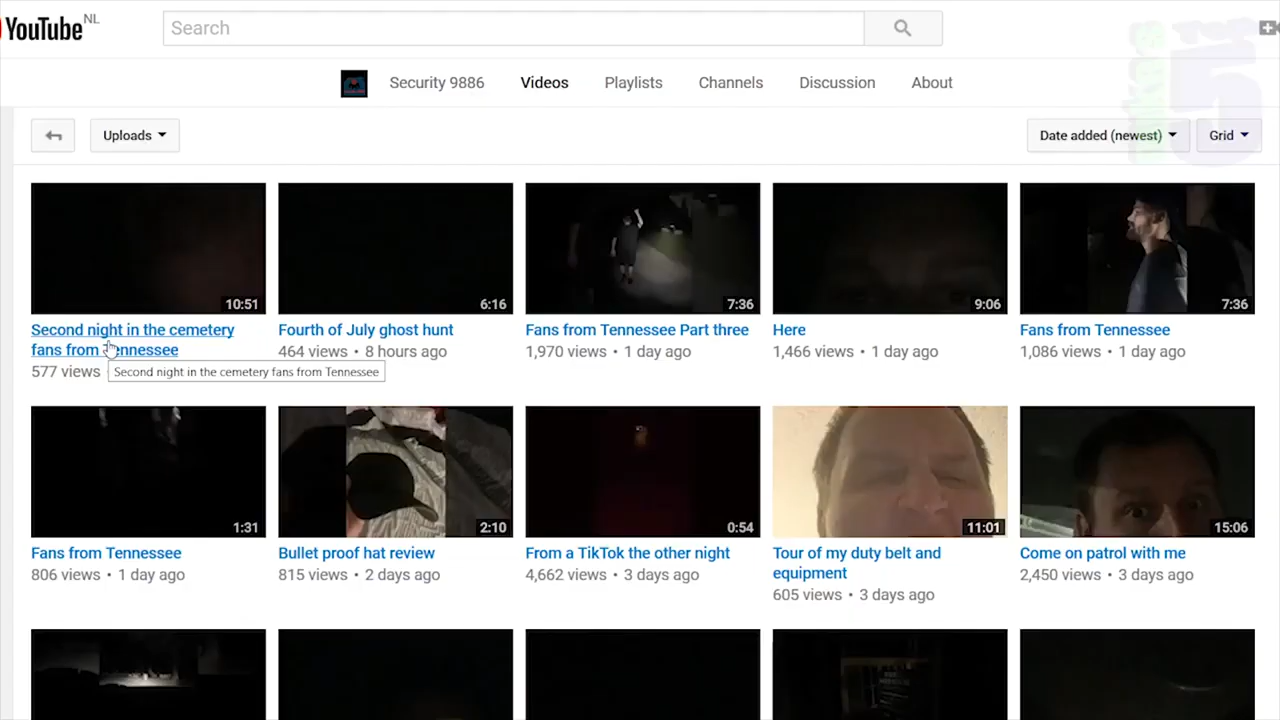 YouTube NL
Search
Security 9886 Videos Playlists Channels Discussion About
Uploads
Date added (newest)
Grid
10:51
Second night in the cemetery
fans from Tennessee
577 views
Second night in the cemetery fans from Tennessee
6:16
Fourth of July ghost hunt
464 views • 8 hours ago
7:36
Fans from Tennessee Part three
1,970 views • 1 day ago
9:06
Here
1,466 views • 1 day ago
7:36
Fans from Tennessee
1,086 views • 1 day ago
1:31
Fans from Tennessee
806 views • 1 day ago
2:10
Bullet proof hat review
815 views • 2 days ago
0:54
From a TikTok the other night
4,662 views • 3 days ago
11:01
Tour of my duty belt and
equipment
605 views • 3 days ago
15:06
Come on patrol with me
2,450 views • 3 days ago